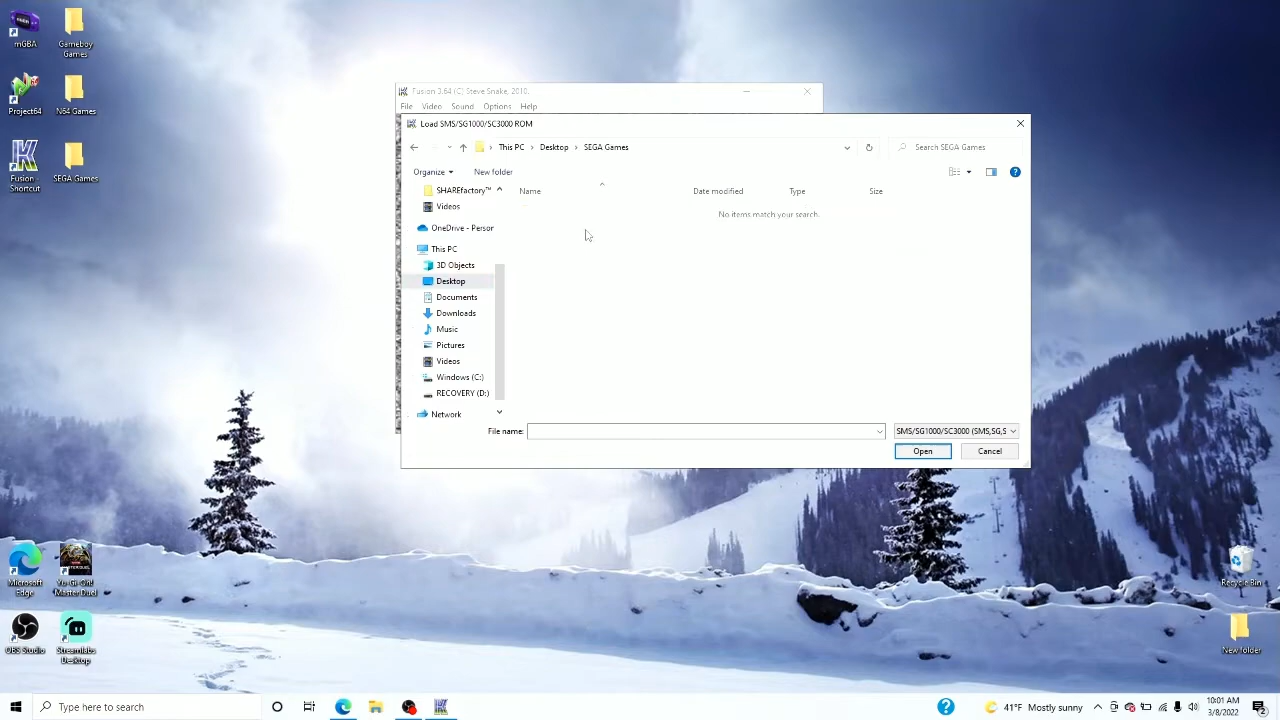 mGBA
Gameboy
Games
Project64
N64 Games
Fusion -
Shortcut
SEGA Games
Fusion 3.64 (C) Steve Snake, 2010.
File Video Sound Options Help
Load SMS/SG1000/SC3000 ROM
This PC › Desktop › SEGA Games
Search SEGA Games
Organize New folder
Name Date modified Type Size
No items match your search.
SHAREfactory™
Videos
OneDrive - Person
This PC
3D Objects
Desktop
Documents
Downloads
Music
Pictures
Videos
Windows (C:)
RECOVERY (D:)
Network
File name:
SMS/SG1000/SC3000 (SMS,SG,S
Open Cancel
Microsoft
Edge
Yu-Gi-Oh!
Master Duel
OBS Studio
Streamlabs
Desktop
Recycle Bin
New folder
Type here to search
41°F Mostly sunny
10:01 AM
3/8/2022